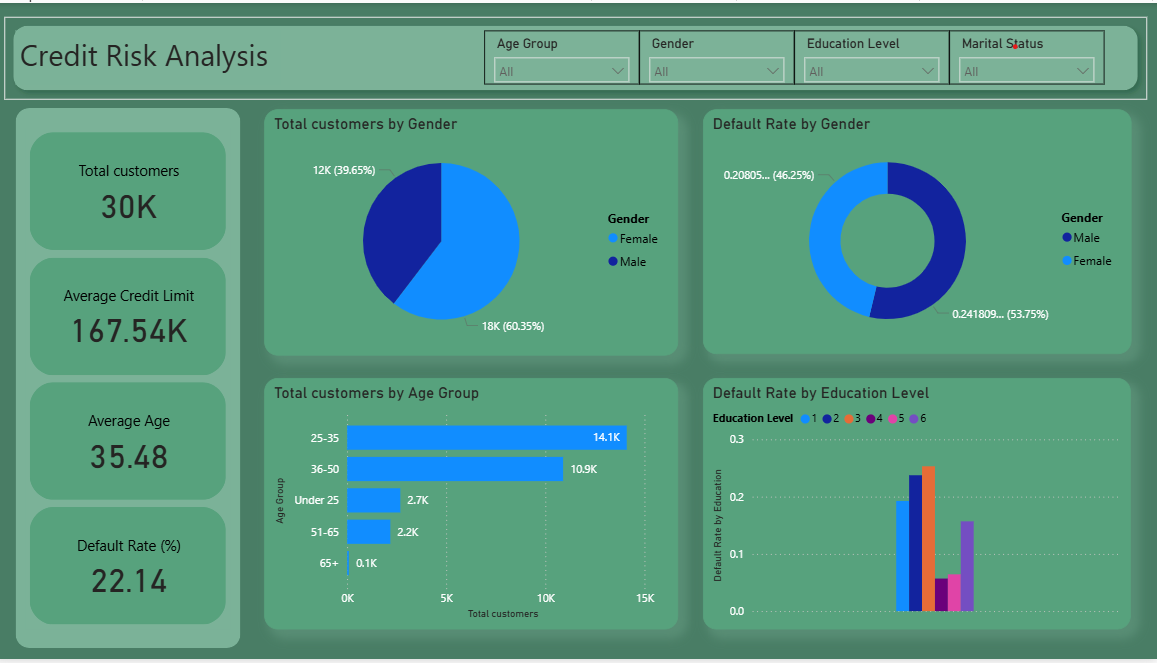 Credit Risk Analysis
Age Group
All
Gender
All
Education Level
All
Marital Status
All
Total customers
30K
Average Credit Limit
167.54K
Average Age
35.48
Default Rate (%)
22.14
Total customers by Gender
12K (39.65%)
18K (60.35%)
Gender
Female
Male
Default Rate by Gender
0.20805... (46.25%)
0.241809... (53.75%)
Gender
Male
Female
Total customers by Age Group
Age Group
25-35
14.1K
36-50
10.9K
Under 25
2.7K
51-65
2.2K
65+
0.1K
0K 5K 10K 15K
Total customers
Default Rate by Education Level
Education Level 1 2 3 4 5 6
Default Rate by Education
0.3
0.2
0.1
0.0